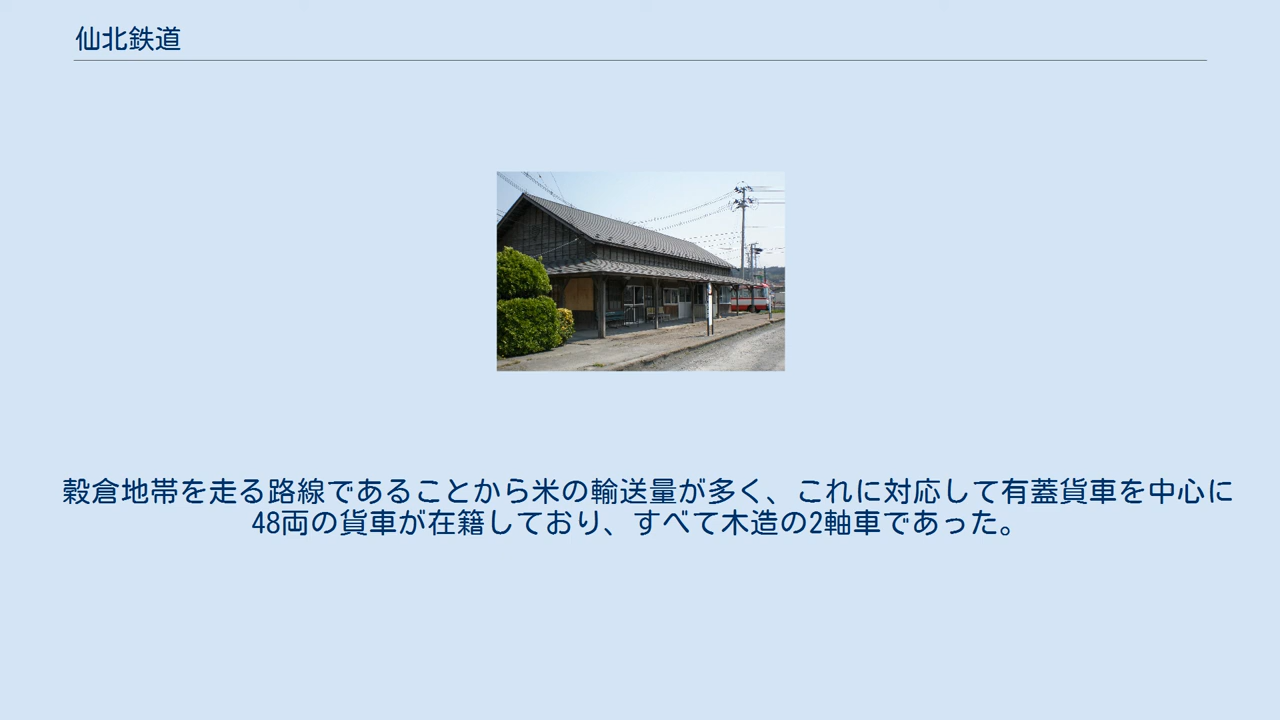 仙北鉄道
穀倉地帯を走る路線であることから米の輸送量が多く、これに対応して有蓋貨車を中心に
48両の貨車が在籍しており、すべて木造の2軸車であった。